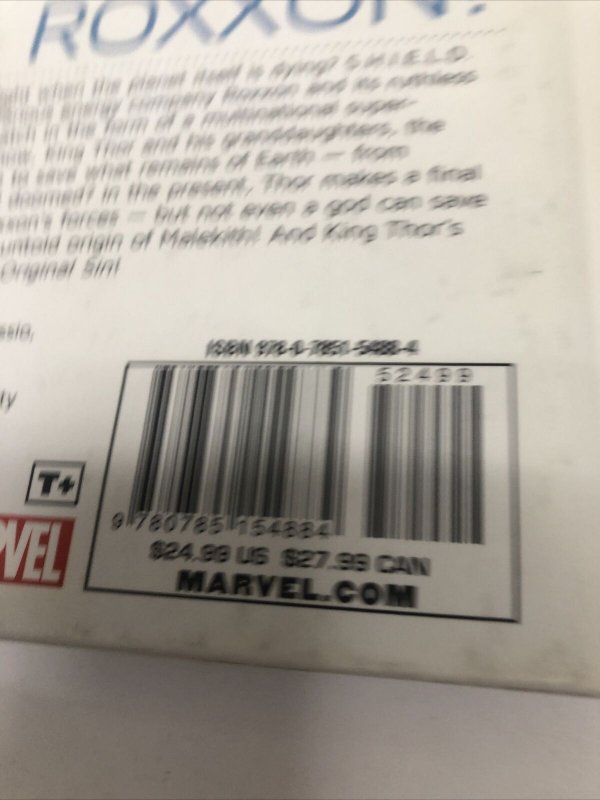 ROXXON.
when the planet itself is dying? S.H.I.E.L.D.
energy company Roxxon and its ruthless
in the form of a multinational super-
now. King Thor and his granddaughters, the
to save what remains of Earth — from
doomed? In the present, Thor makes a final
forces — but not even a god can save
untold origin of Malekith! And King Thor's
Original Sin!
ISBN 978-0-7851-5488-4
52499
9 780785 154884
$24.99 US $27.99 CAN
MARVEL.COM
T+